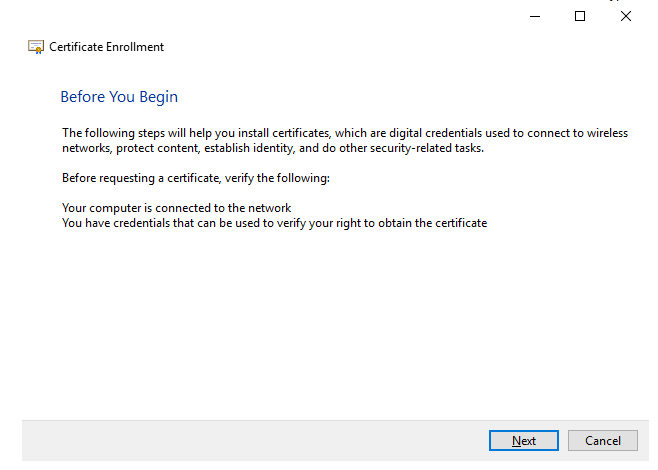 Certificate Enrollment
Before You Begin
The following steps will help you install certificates, which are digital credentials used to connect to wireless
networks, protect content, establish identity, and do other security-related tasks.
Before requesting a certificate, verify the following:
Your computer is connected to the network
You have credentials that can be used to verify your right to obtain the certificate
Next Cancel